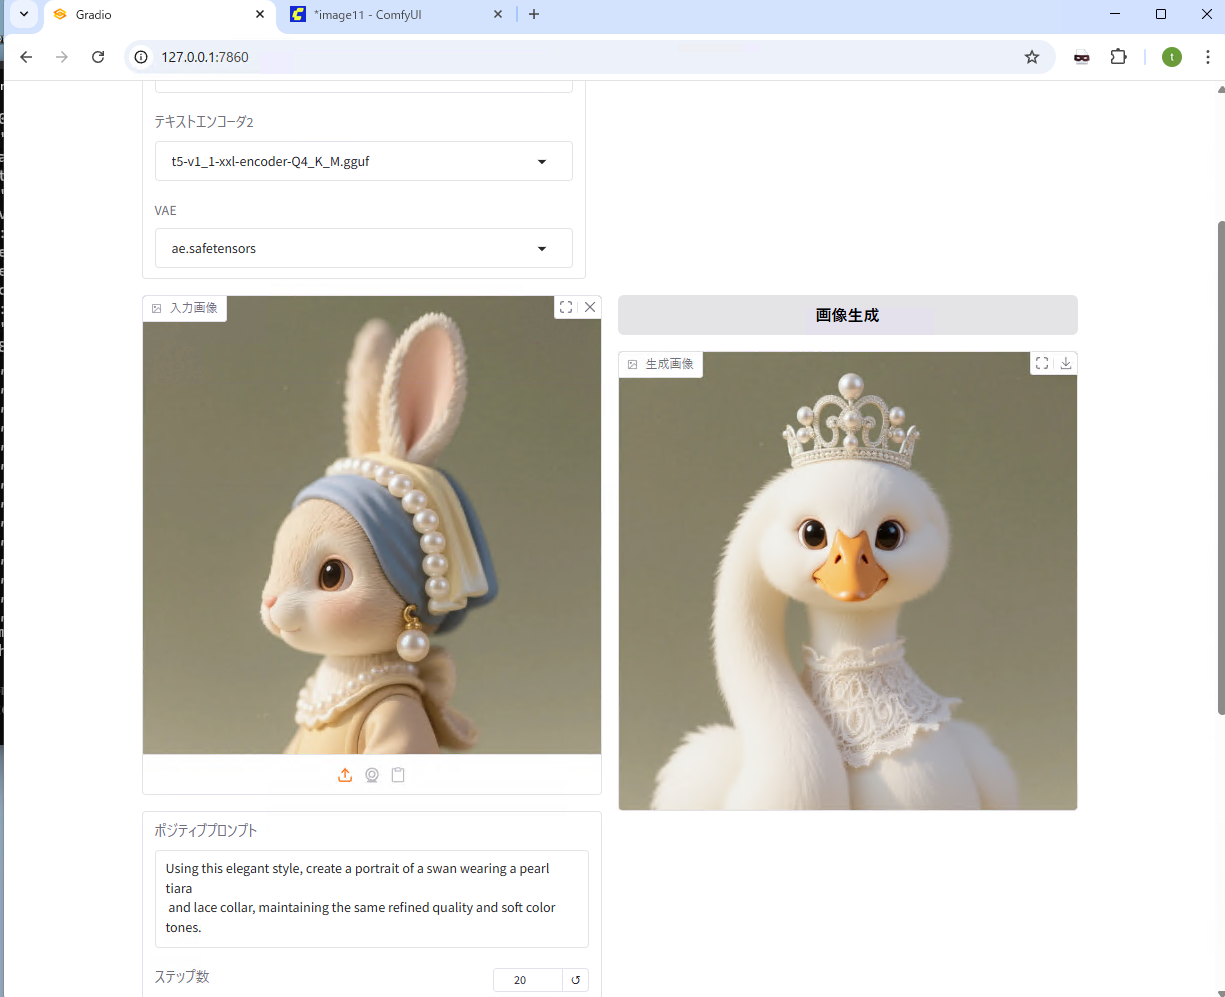 Gradio
*image11 - ComfyUI
127.0.0.1:7860
t
テキストエンコーダ2
t5-v1_1-xxl-encoder-Q4_K_M.gguf
VAE
ae.safetensors
入力画像
画像生成
生成画像
ポジティブプロンプト
Using this elegant style, create a portrait of a swan wearing a pearl
tiara
and lace collar, maintaining the same refined quality and soft color
tones.
ステップ数
20